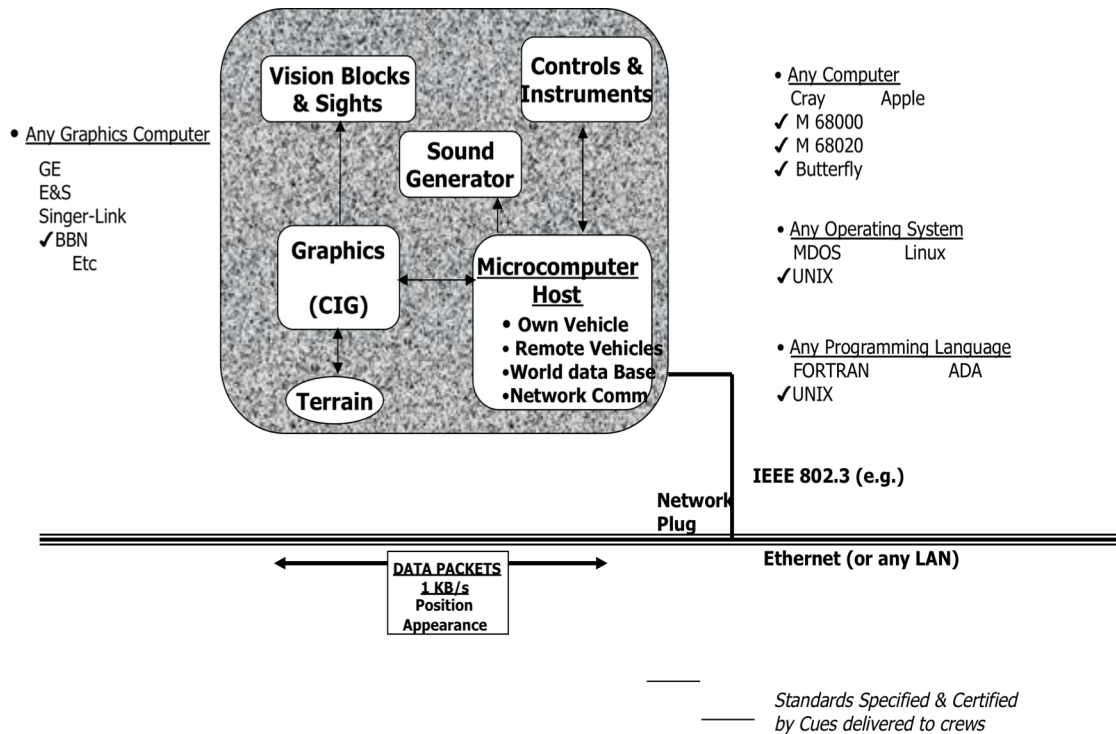 • Any Graphics Computer
GE
E&S
Singer-Link
✓BBN
Etc
Vision Blocks
& Sights
Controls &
Instruments
Sound
Generator
Graphics
(CIG)
Microcomputer
Host
• Own Vehicle
• Remote Vehicles
•World data Base
•Network Comm
Terrain
• Any Computer
Cray Apple
✓ M 68000
✓ M 68020
✓ Butterfly
• Any Operating System
MDOS Linux
✓UNIX
• Any Programming Language
FORTRAN ADA
✓UNIX
IEEE 802.3 (e.g.)
Network
Plug
Ethernet (or any LAN)
DATA PACKETS
1 KB/s
Position
Appearance
Standards Specified & Certified
by Cues delivered to crews